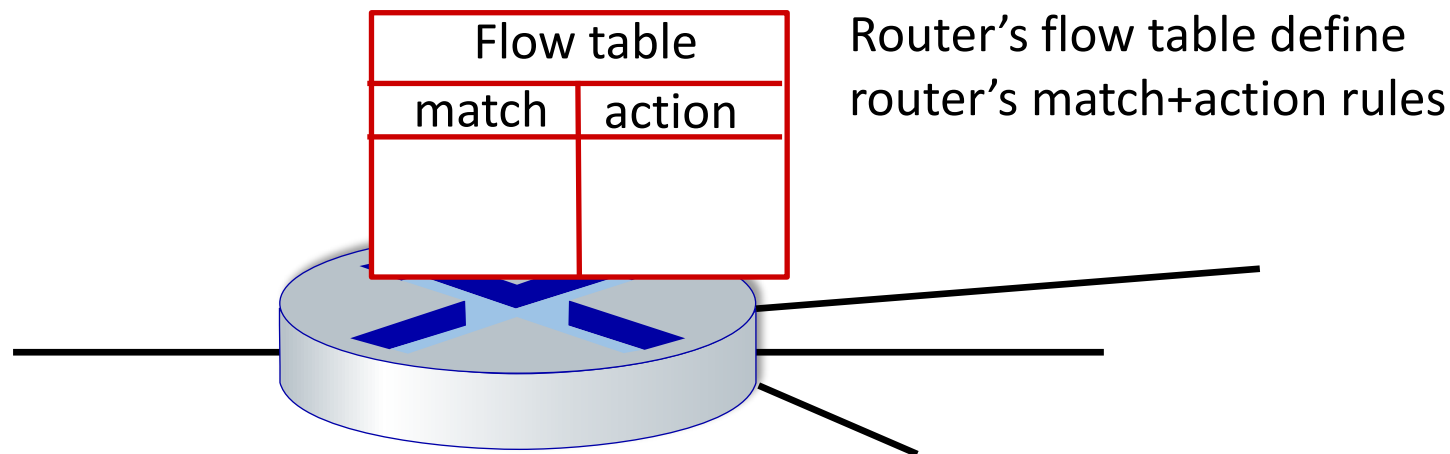 Flow table
match action
Router’s flow table define
router’s match+action rules